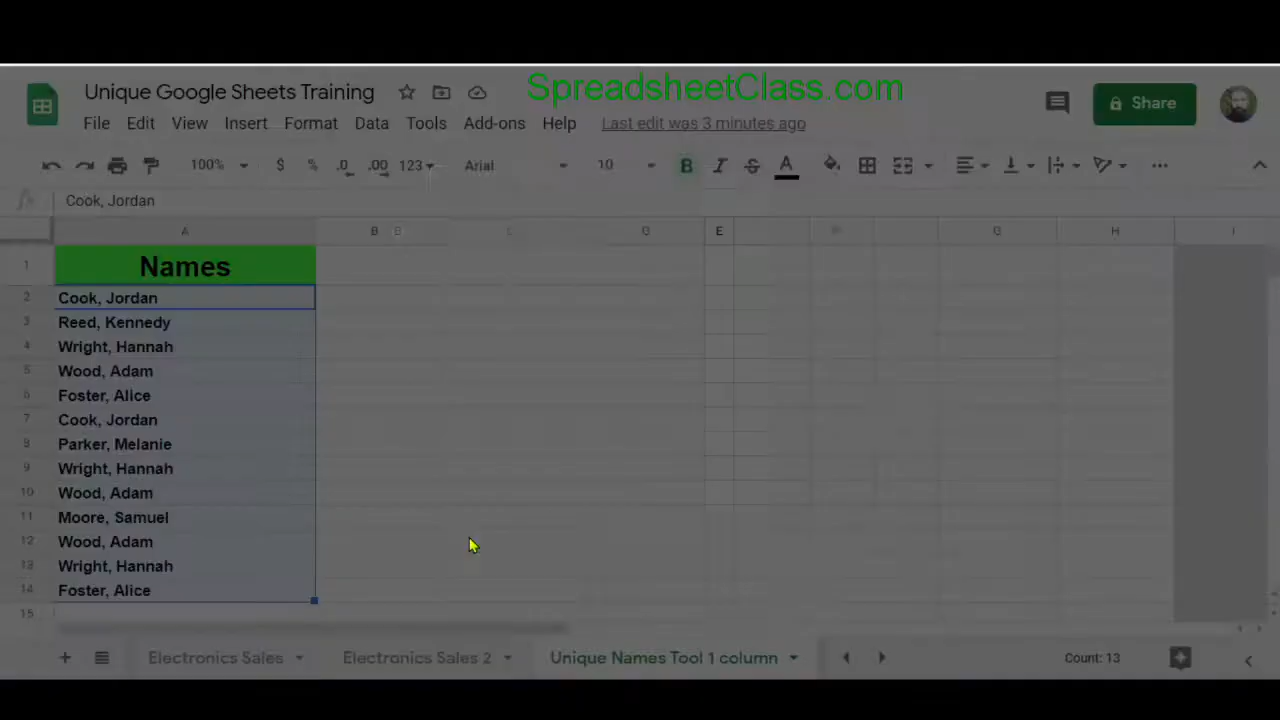 SpreadsheetClass.com
Unique Google Sheets Training
Share
File Edit View Insert Format Data Tools Add-ons Help Last edit was 3 minutes ago
100% $ % .0 .00 123 Arial 10 B I S A
fx Cook, Jordan
A B B C E G H I
1 Names
2 Cook, Jordan
3 Reed, Kennedy
4 Wright, Hannah
5 Wood, Adam
6 Foster, Alice
7 Cook, Jordan
8 Parker, Melanie
9 Wright, Hannah
10 Wood, Adam
11 Moore, Samuel
12 Wood, Adam
13 Wright, Hannah
14 Foster, Alice
15
Electronics Sales Electronics Sales 2 Unique Names Tool 1 column Count: 13